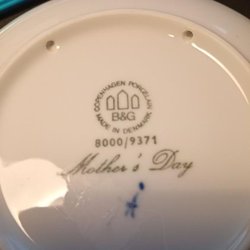 COPENHAGEN PORCELAIN
B&G
MADE IN DENMARK
8000/9371
Mother's Day